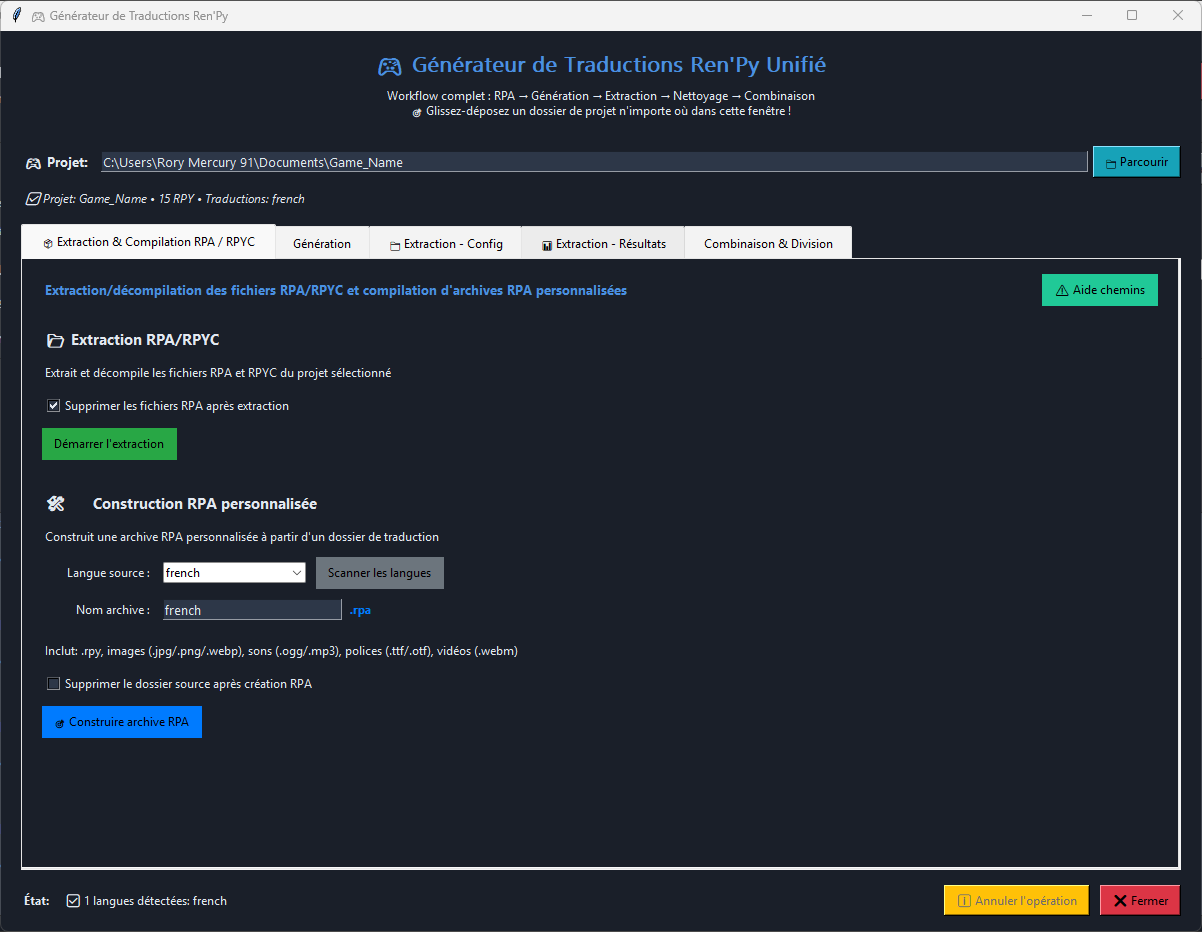 Générateur de Traductions Ren'Py
Générateur de Traductions Ren'Py Unifié
Workflow complet : RPA → Génération → Extraction → Nettoyage → Combinaison
Glissez-déposez un dossier de projet n'importe où dans cette fenêtre !
Projet: C:\Users\Rory Mercury 91\Documents\Game_Name Parcourir
Projet: Game_Name • 15 RPY • Traductions: french
Extraction & Compilation RPA / RPYC Génération Extraction - Config Extraction - Résultats Combinaison & Division
Extraction/décompilation des fichiers RPA/RPYC et compilation d'archives RPA personnalisées Aide chemins
Extraction RPA/RPYC
Extrait et décompile les fichiers RPA et RPYC du projet sélectionné
Supprimer les fichiers RPA après extraction
Démarrer l'extraction
Construction RPA personnalisée
Construit une archive RPA personnalisée à partir d'un dossier de traduction
Langue source : french Scanner les langues
Nom archive : french .rpa
Inclut: .rpy, images (.jpg/.png/.webp), sons (.ogg/.mp3), polices (.ttf/.otf), vidéos (.webm)
Supprimer le dossier source après création RPA
Construire archive RPA
État: 1 langues détectées: french Annuler l'opération Fermer